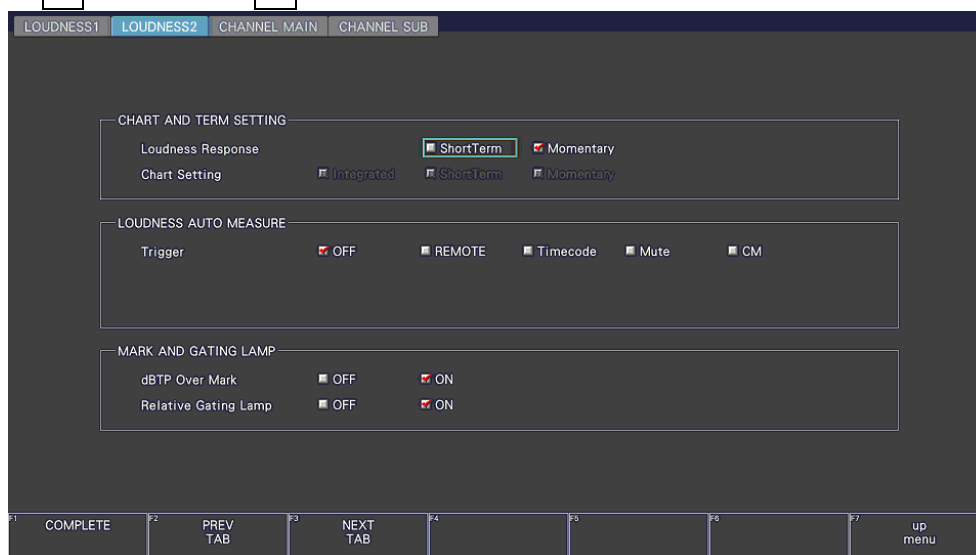 LOUDNESS1 LOUDNESS2 CHANNEL MAIN CHANNEL SUB
CHART AND TERM SETTING
Loudness Response ShortTerm Momentary
Chart Setting Integrated ShortTerm Momentary
LOUDNESS AUTO MEASURE
Trigger OFF REMOTE Timecode Mute CM
MARK AND GATING LAMP
dBTP Over Mark OFF ON
Relative Gating Lamp OFF ON
F1 COMPLETE F2 PREV TAB F3 NEXT TAB F4 F5 F6 F7 up menu